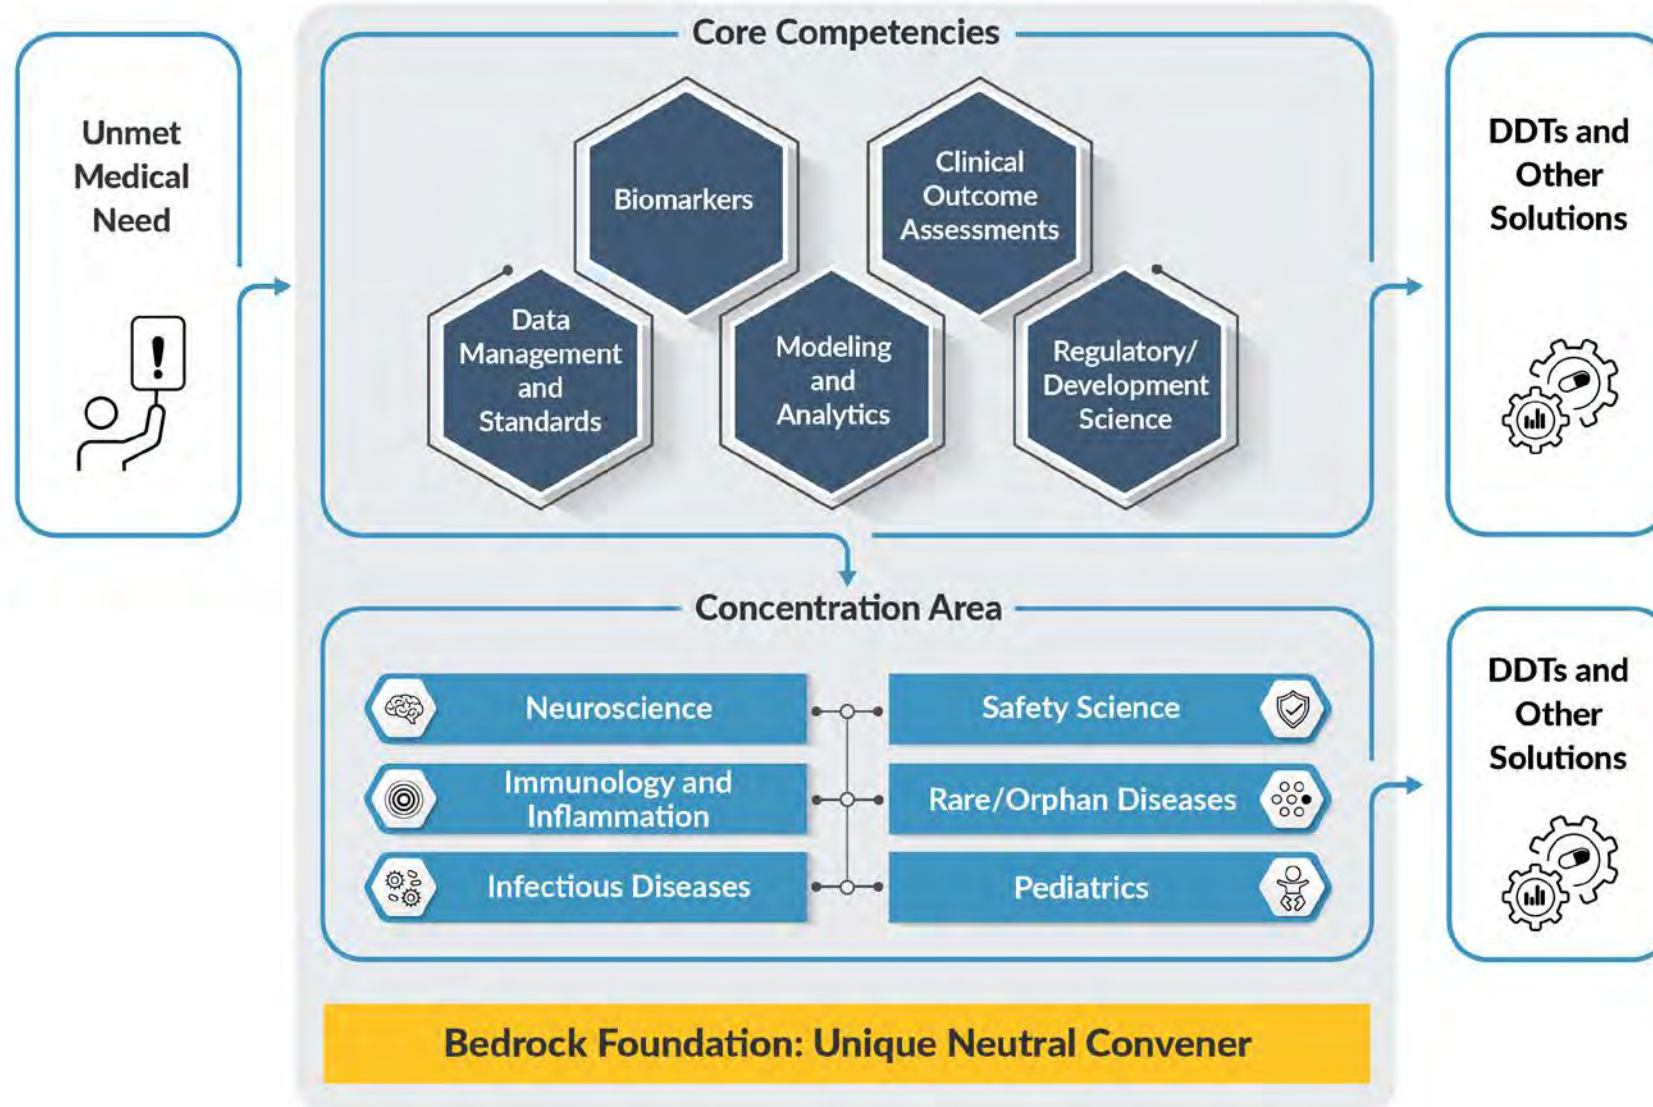 Unmet
Medical
Need
Core Competencies
Biomarkers
Clinical
Outcome
Assessments
Data
Management
and
Standards
Modeling
and
Analytics
Regulatory/
Development
Science
DDTs and
Other
Solutions
Concentration Area
Neuroscience
Safety Science
Immunology and
Inflammation
Rare/Orphan Diseases
Infectious Diseases
Pediatrics
DDTs and
Other
Solutions
Bedrock Foundation: Unique Neutral Convener